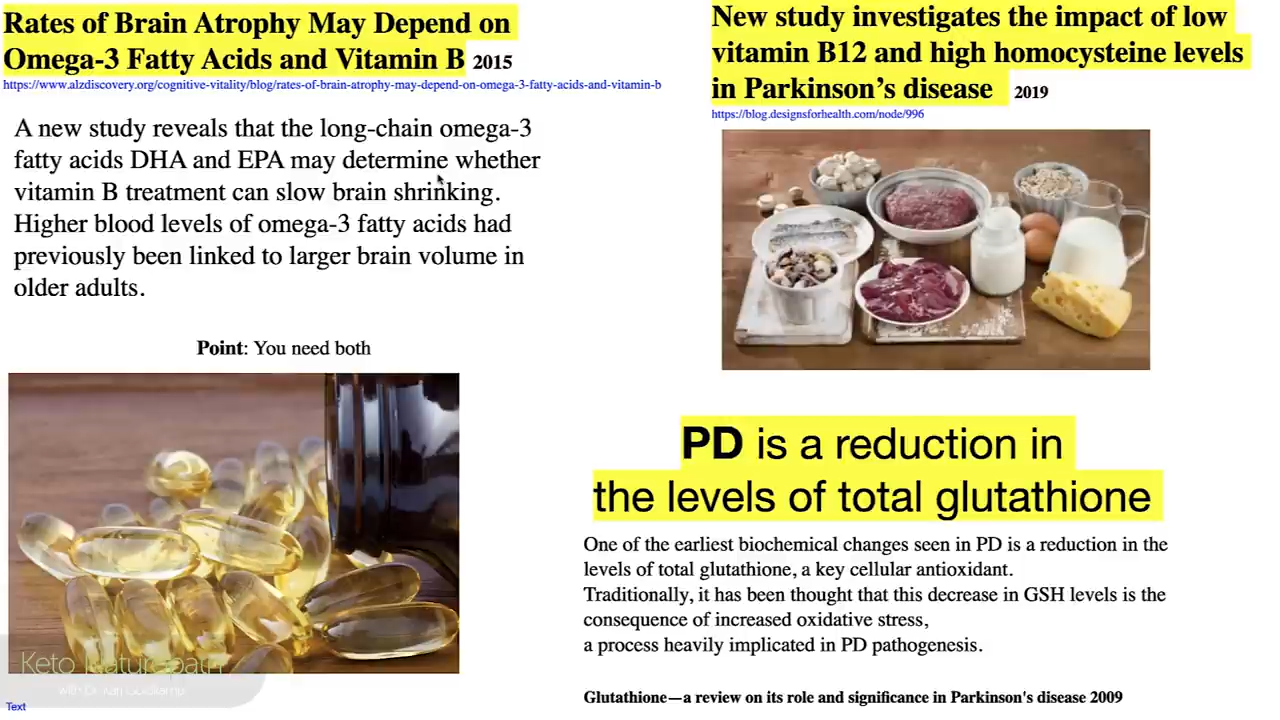 Rates of Brain Atrophy May Depend on
Omega-3 Fatty Acids and Vitamin B 2015
https://www.alzdiscovery.org/cognitive-vitality/blog/rates-of-brain-atrophy-may-depend-on-omega-3-fatty-acids-and-vitamin-b
A new study reveals that the long-chain omega-3
fatty acids DHA and EPA may determine whether
vitamin B treatment can slow brain shrinking.
Higher blood levels of omega-3 fatty acids had
previously been linked to larger brain volume in
older adults.
Point: You need both
Keto Naturopath
Text
New study investigates the impact of low
vitamin B12 and high homocysteine levels
in Parkinson’s disease 2019
https://blog.designsforhealth.com/node/996
PD is a reduction in
the levels of total glutathione
One of the earliest biochemical changes seen in PD is a reduction in the
levels of total glutathione, a key cellular antioxidant.
Traditionally, it has been thought that this decrease in GSH levels is the
consequence of increased oxidative stress,
a process heavily implicated in PD pathogenesis.
Glutathione—a review on its role and significance in Parkinson's disease 2009